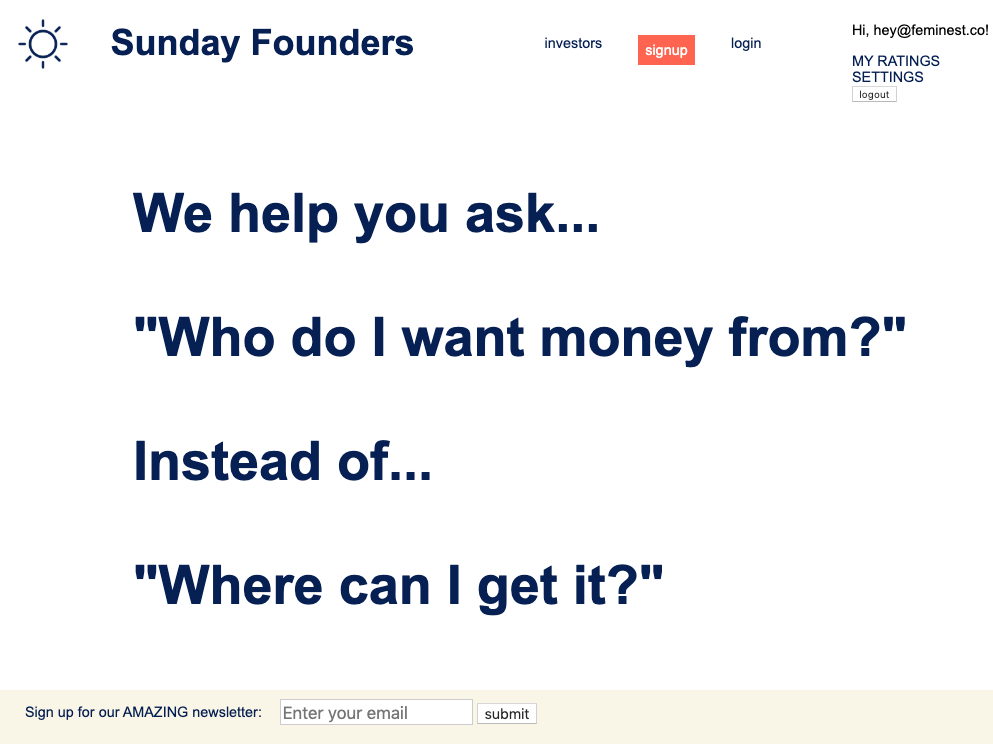 Sunday Founders
investors
signup
login
Hi, hey@feminest.co!
MY RATINGS
SETTINGS
logout
We help you ask...
"Who do I want money from?"
Instead of...
"Where can I get it?"
Sign up for our AMAZING newsletter:
Enter your email
submit